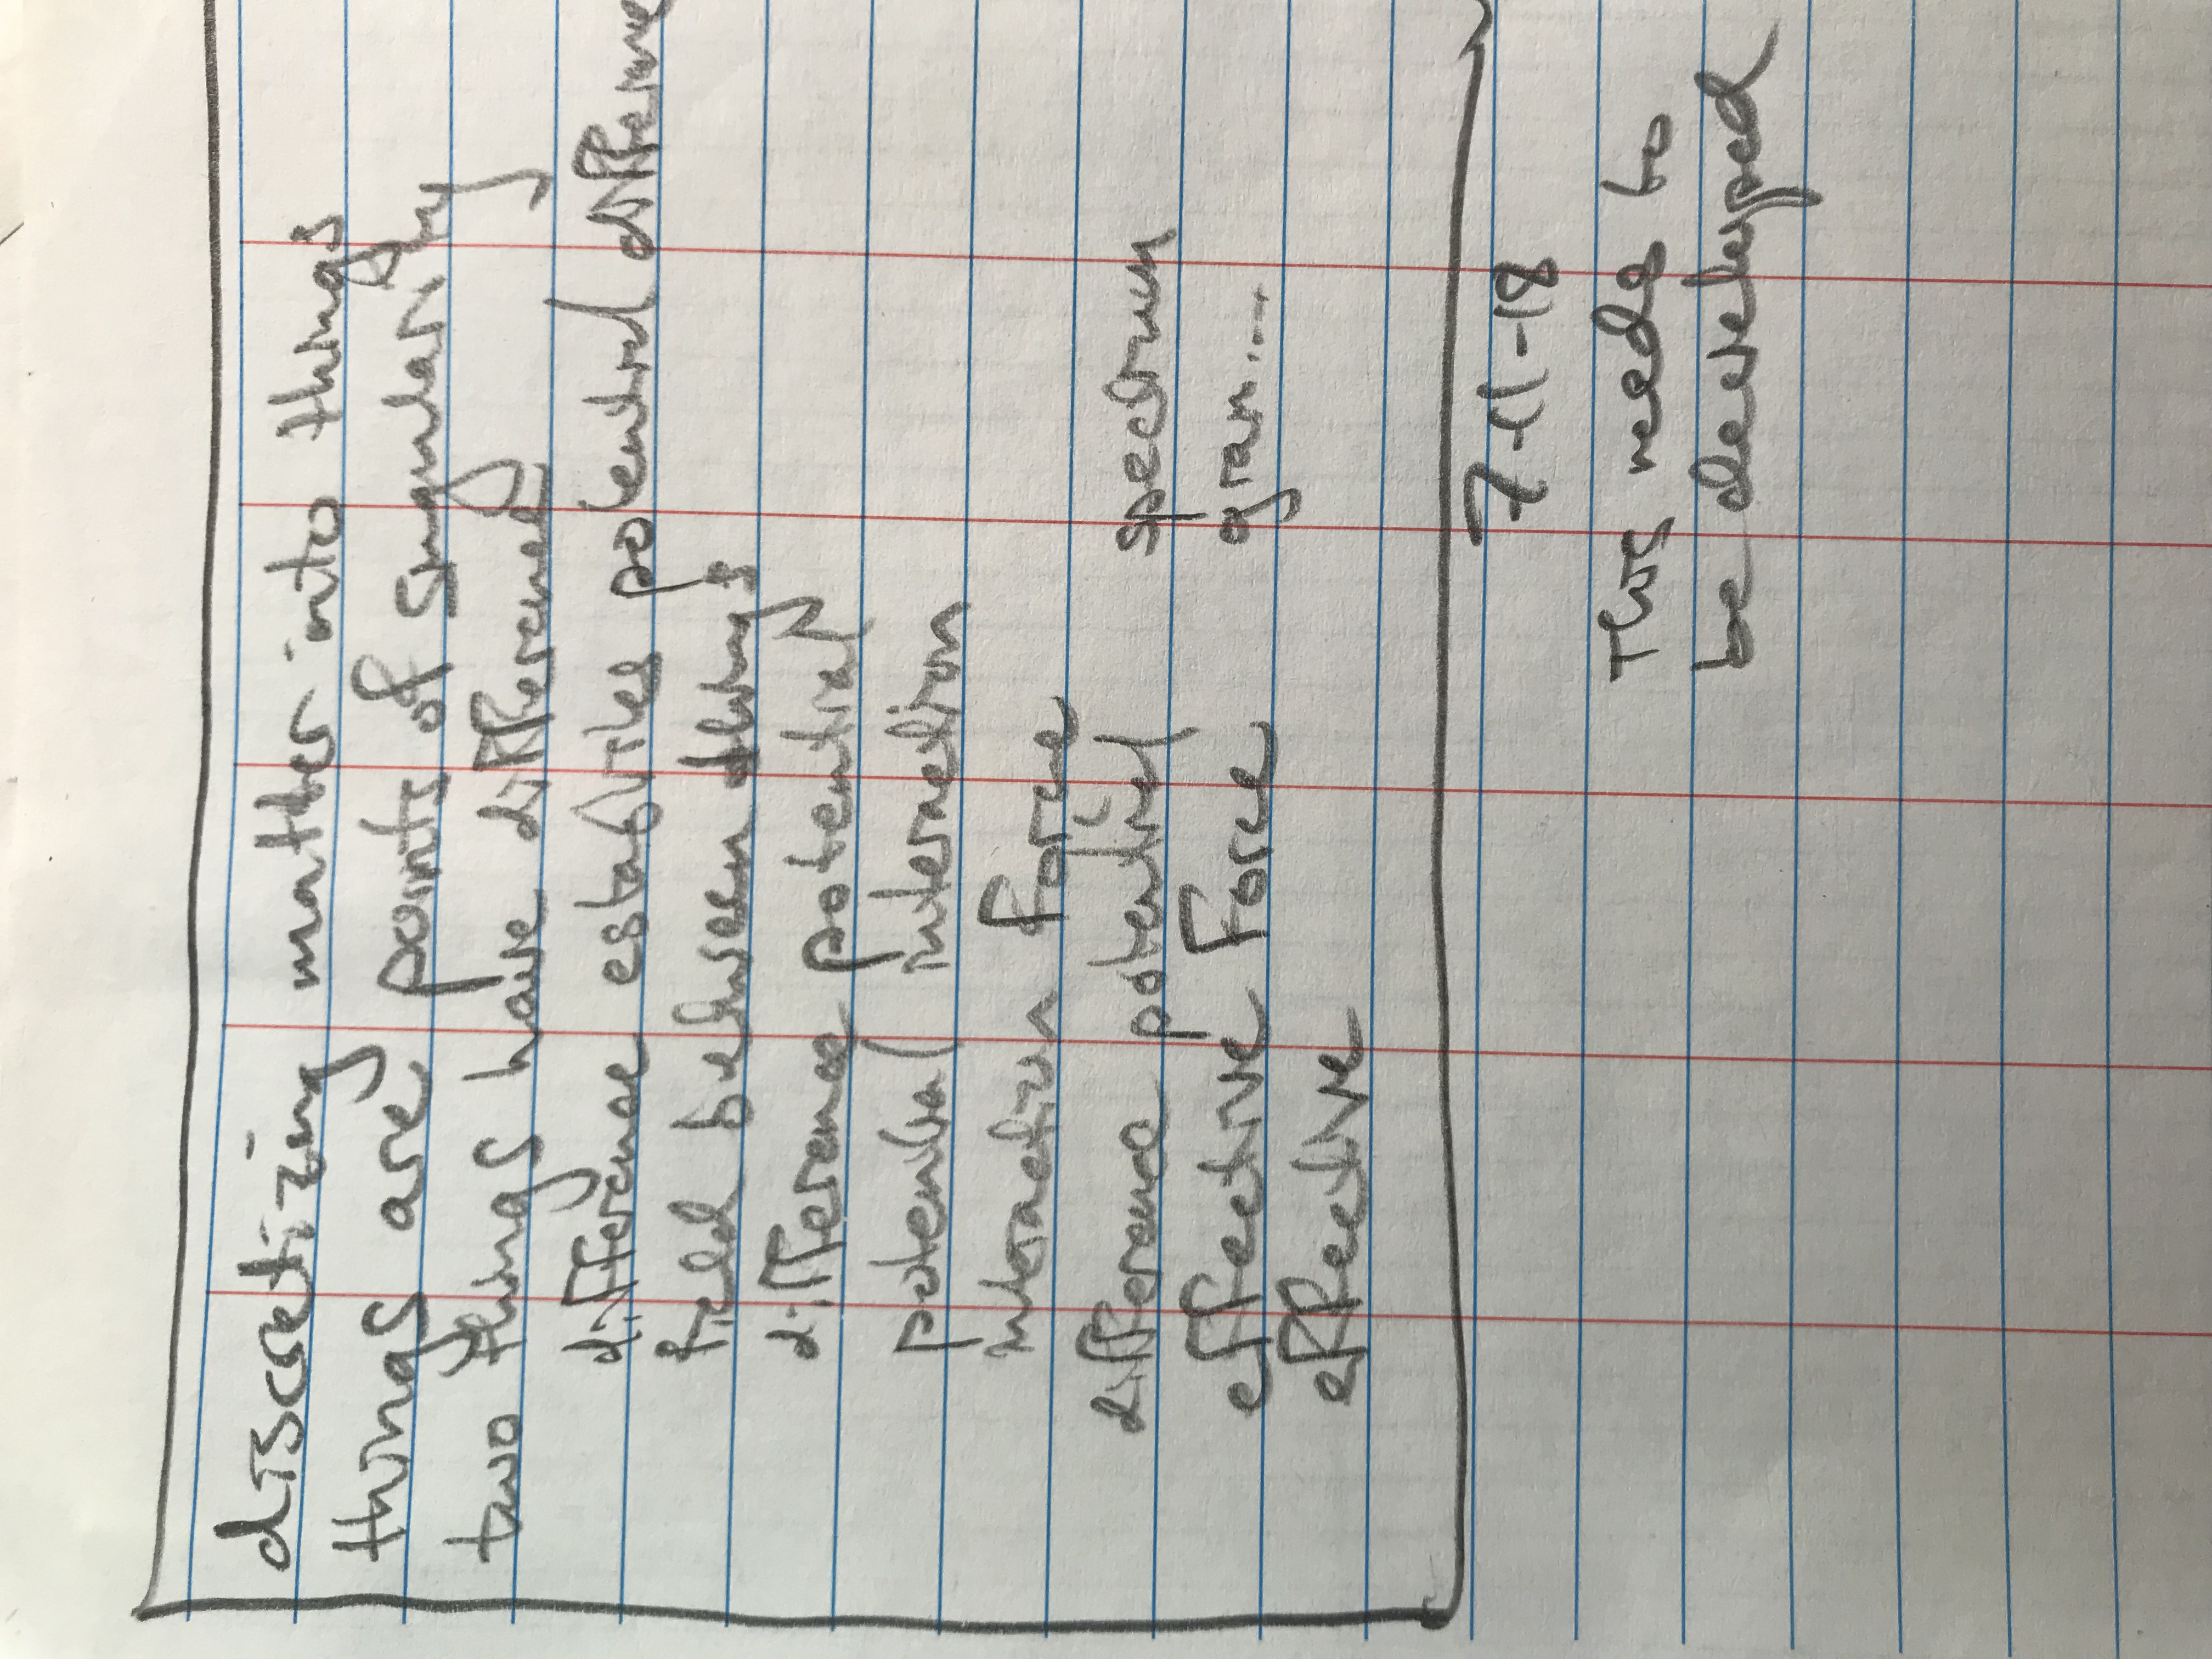 discretizing matter into things
things are points of singularity
two things have difference
difference establishes potential difference
field between things
difference potential
potential interaction
interaction Force
difference potential spectrum
effective Force gran....
effective
7-11-18
This needs to
be developed